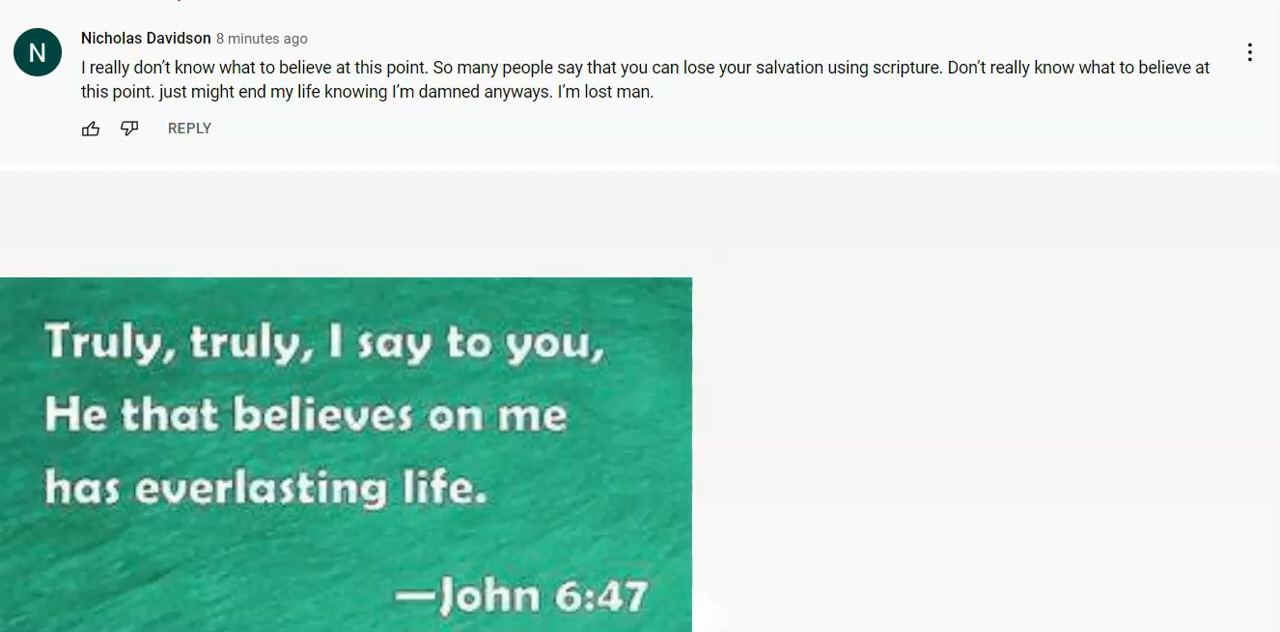 Nicholas Davidson 8 minutes ago
I really don’t know what to believe at this point. So many people say that you can lose your salvation using scripture. Don’t really know what to believe at
this point. just might end my life knowing I’m damned anyways. I’m lost man.
REPLY
N
Truly, truly, I say to you,
He that believes on me
has everlasting life.
—John 6:47